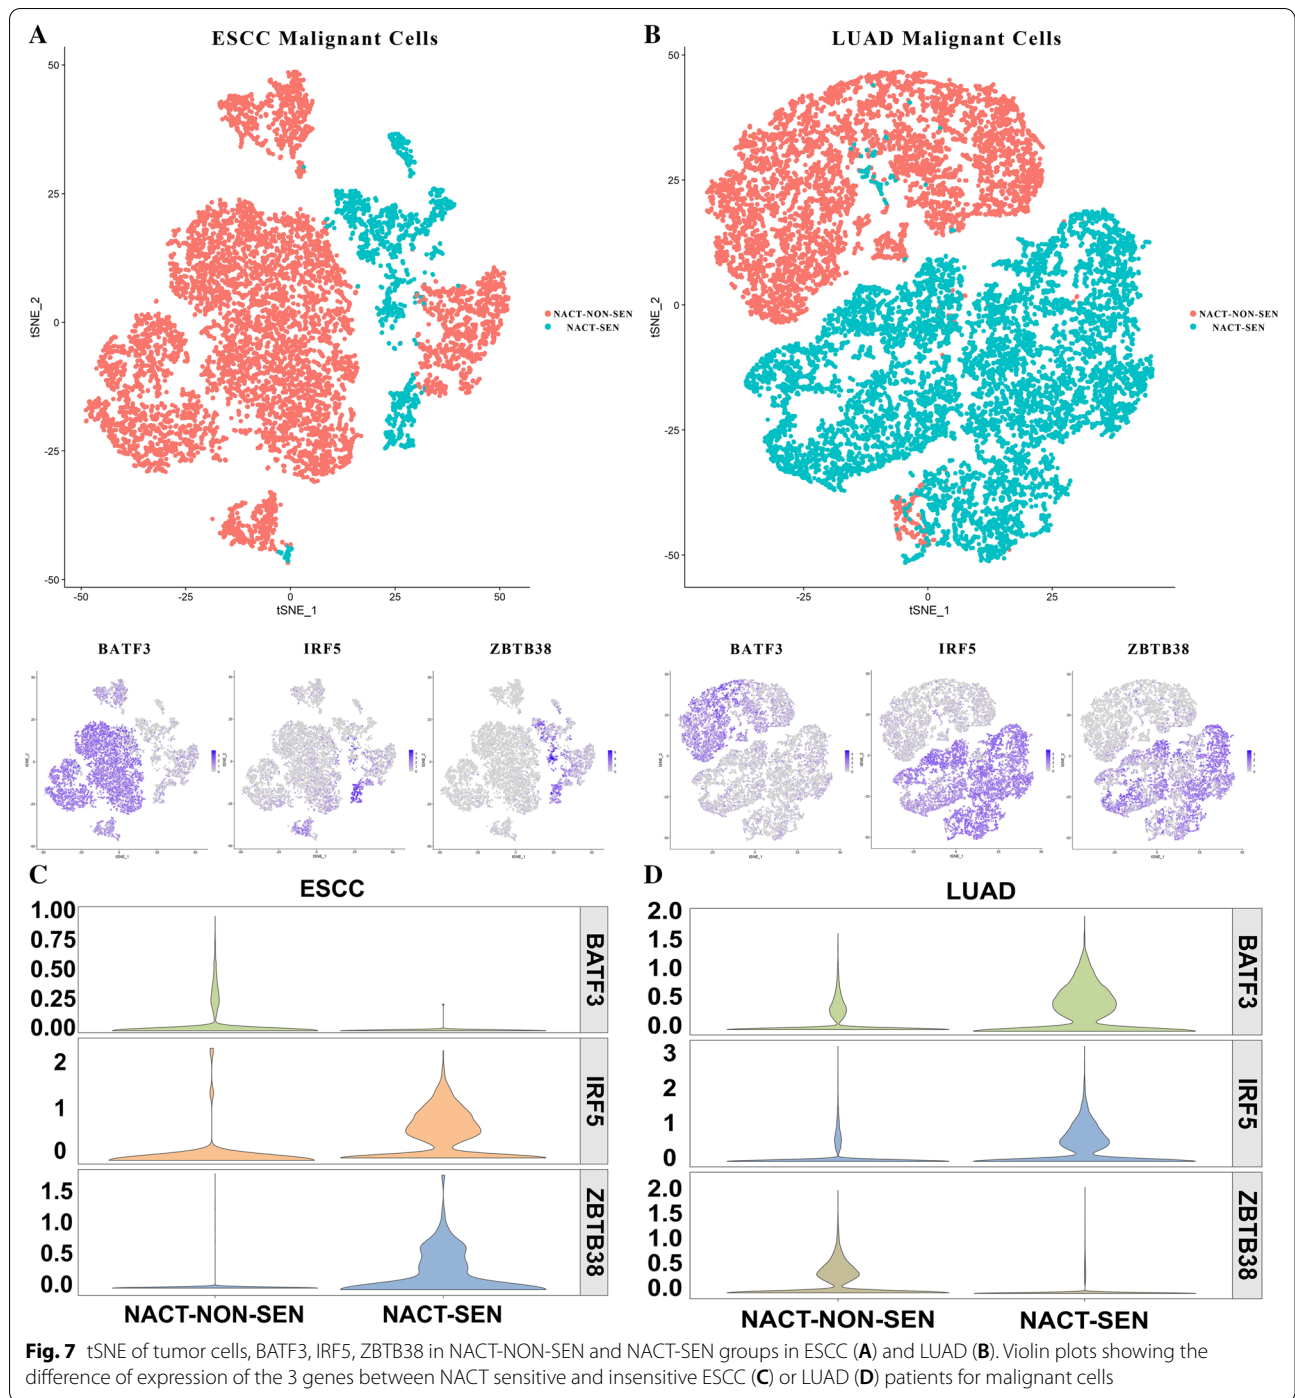 A
ESCC Malignant Cells
50
25
0
-25
-50
tSNE_2
-50
-25
0
25
50
tSNE_1
NACT-NON-SEN
NACT-SEN
B
LUAD Malignant Cells
50
25
0
-25
-50
tSNE_2
-25
0
25
tSNE_1
NACT-NON-SEN
NACT-SEN
BATF3
IRF5
ZBTB38
BATF3
IRF5
ZBTB38
C
ESCC
1.00
0.75
0.50
0.25
0.00
BATF3
2
1
0
IRF5
1.5
1.0
0.5
0.0
ZBTB38
NACT-NON-SEN
NACT-SEN
D
LUAD
2.0
1.5
1.0
0.5
0.0
BATF3
3
2
1
0
IRF5
2.0
1.5
1.0
0.5
0.0
ZBTB38
NACT-NON-SEN
NACT-SEN
Fig. 7 tSNE of tumor cells, BATF3, IRF5, ZBTB38 in NACT-NON-SEN and NACT-SEN groups in ESCC (A) and LUAD (B). Violin plots showing the
difference of expression of the 3 genes between NACT sensitive and insensitive ESCC (C) or LUAD (D) patients for malignant cells